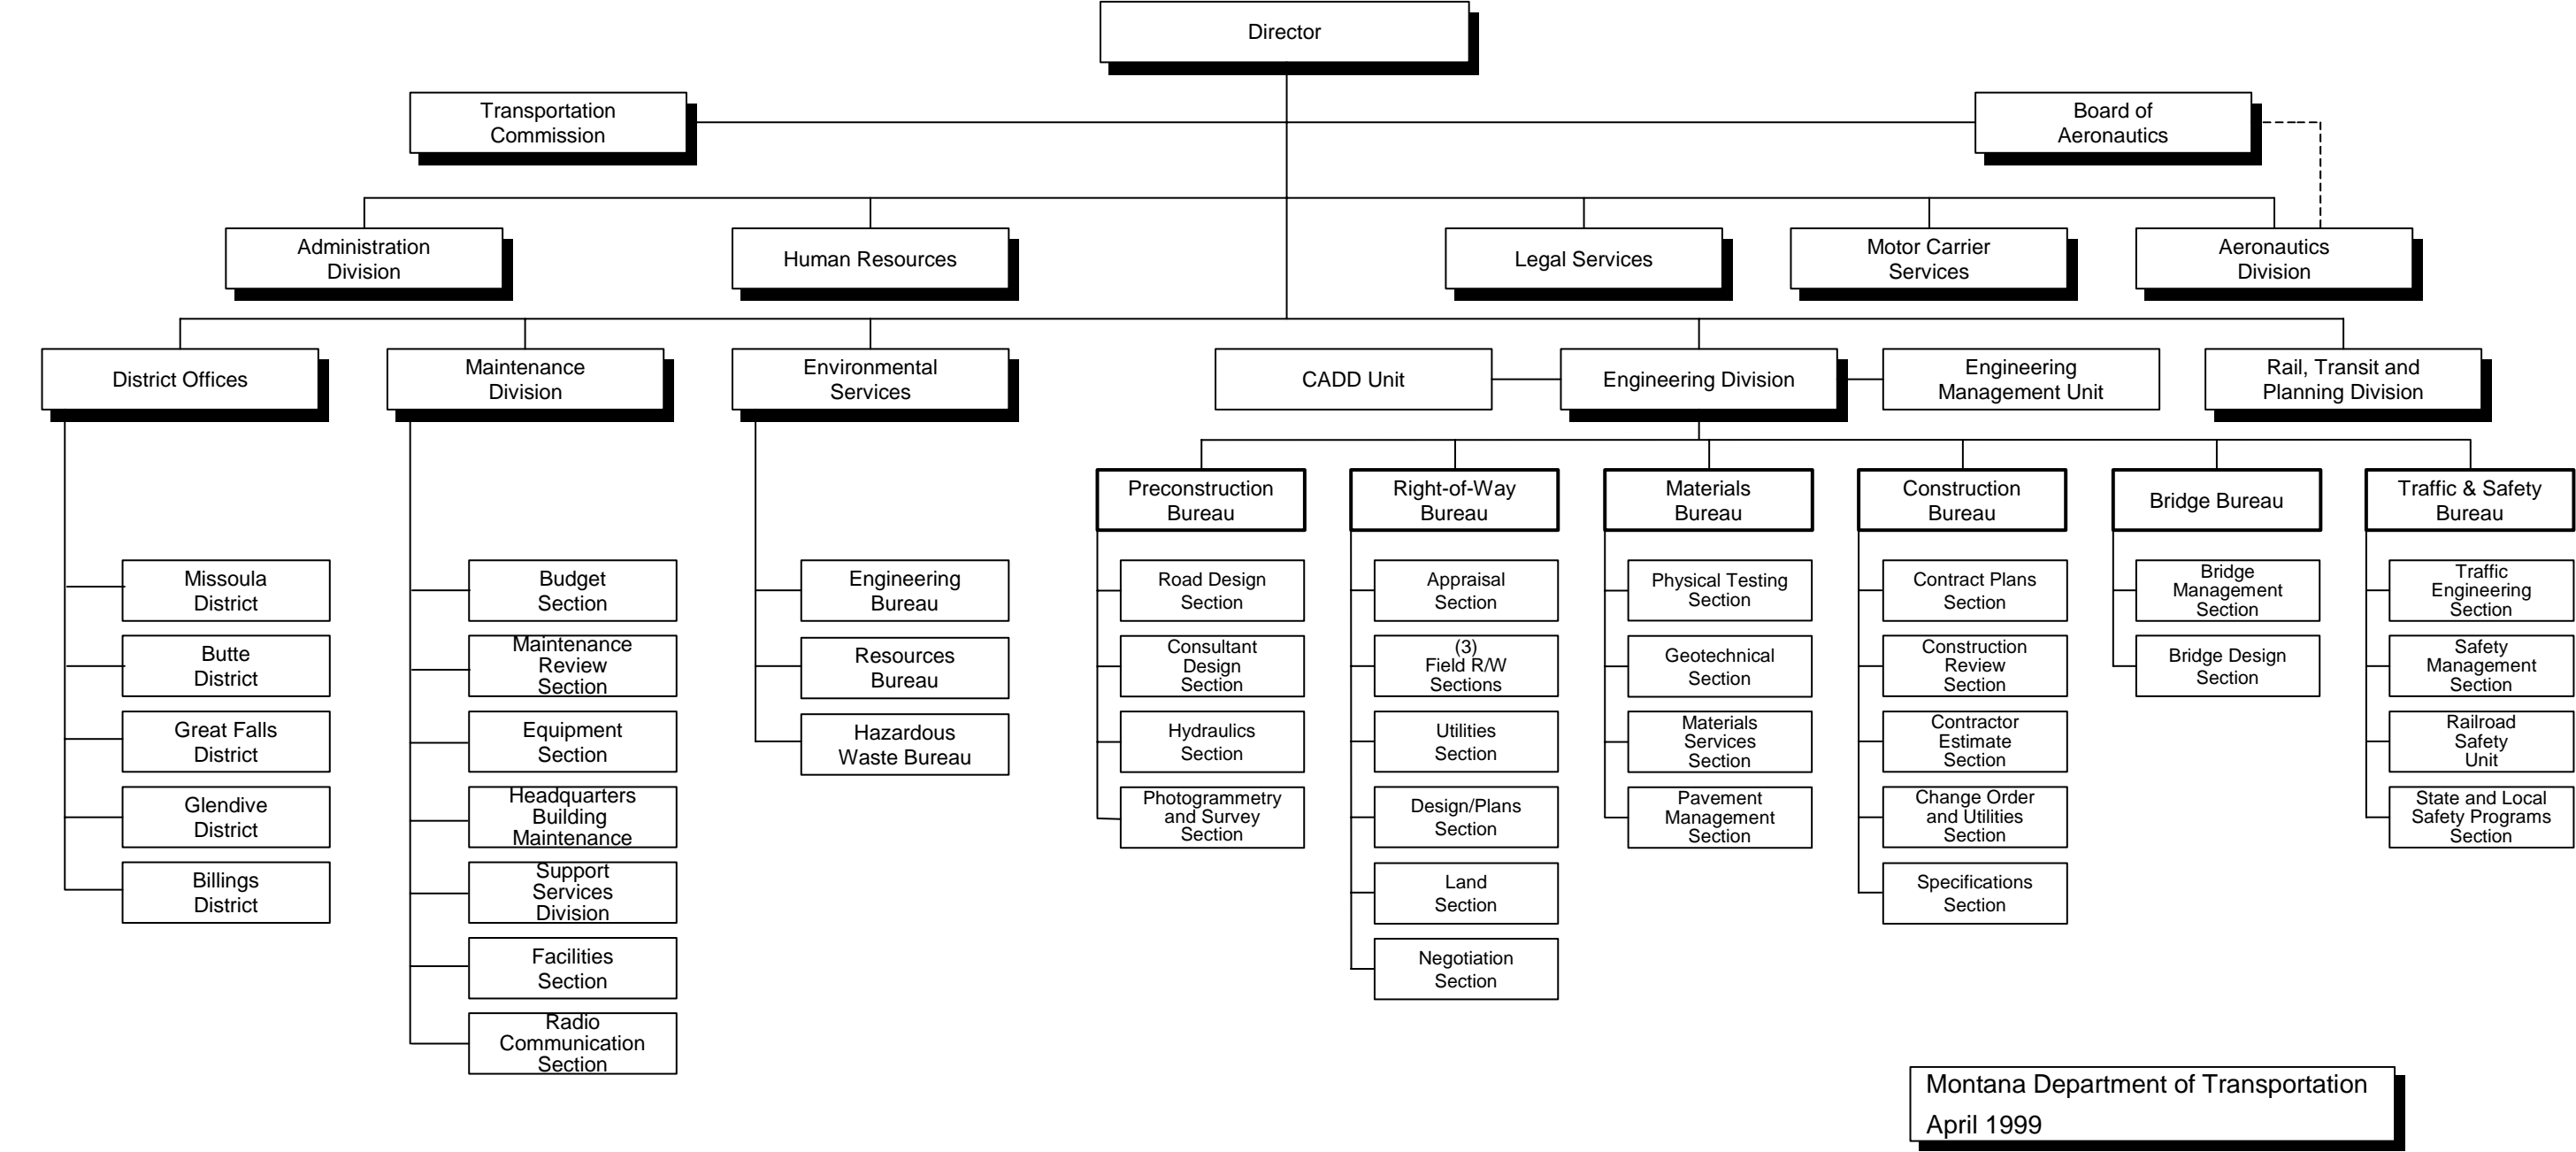 Director
Transportation
Commission
Board of
Aeronautics
Administration
Division
Human Resources
Legal Services
Motor Carrier
Services
Aeronautics
Division
District Offices
Maintenance
Division
Environmental
Services
CADD Unit
Engineering Division
Engineering
Management Unit
Rail, Transit and
Planning Division
Missoula
District
Butte
District
Great Falls
District
Glendive
District
Billings
District
Budget
Section
Maintenance
Review
Section
Equipment
Section
Headquarters
Building
Maintenance
Support
Services
Division
Facilities
Section
Radio
Communication
Section
Engineering
Bureau
Resources
Bureau
Hazardous
Waste Bureau
Preconstruction
Bureau
Road Design
Section
Consultant
Design
Section
Hydraulics
Section
Photogrammetry
and Survey
Section
Right-of-Way
Bureau
Appraisal
Section
(3)
Field R/W
Sections
Utilities
Section
Design/Plans
Section
Land
Section
Negotiation
Section
Materials
Bureau
Physical Testing
Section
Geotechnical
Section
Materials
Services
Section
Pavement
Management
Section
Construction
Bureau
Contract Plans
Section
Construction
Review
Section
Contractor
Estimate
Section
Change Order
and Utilities
Section
Specifications
Section
Bridge Bureau
Bridge
Management
Section
Bridge Design
Section
Traffic & Safety
Bureau
Traffic
Engineering
Section
Safety
Management
Section
Railroad
Safety
Unit
State and Local
Safety Programs
Section
Montana Department of Transportation
April 1999